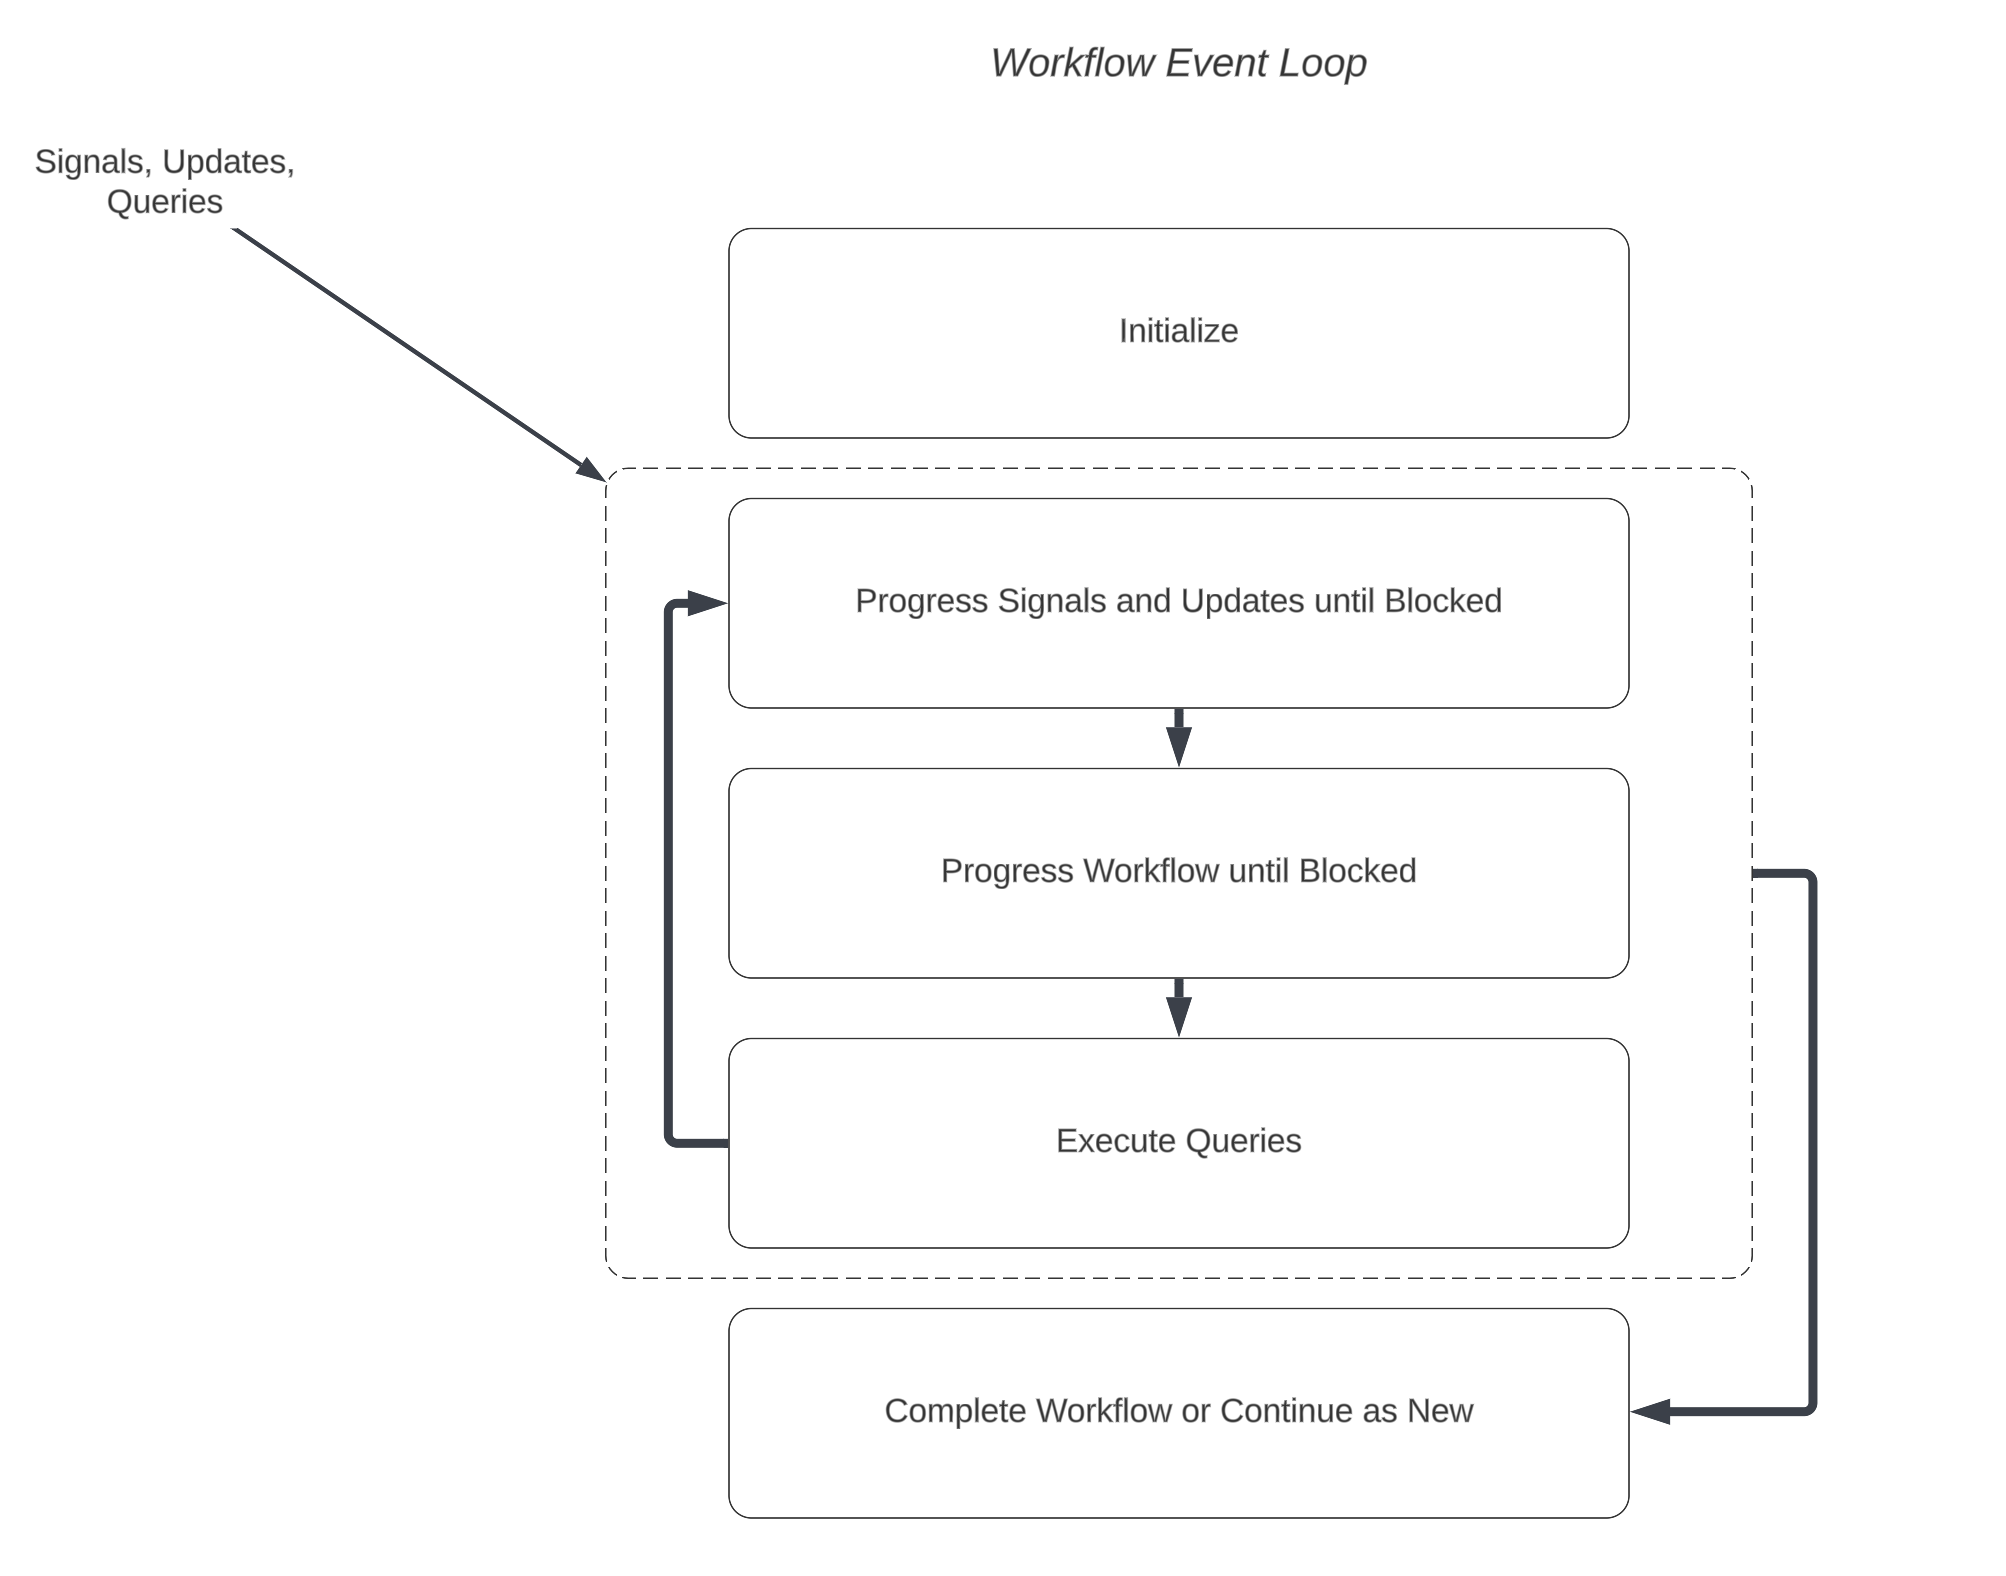 Workflow Event Loop
Signals, Updates,
Queries
Initialize
Progress Signals and Updates until Blocked
Progress Workflow until Blocked
Execute Queries
Complete Workflow or Continue as New